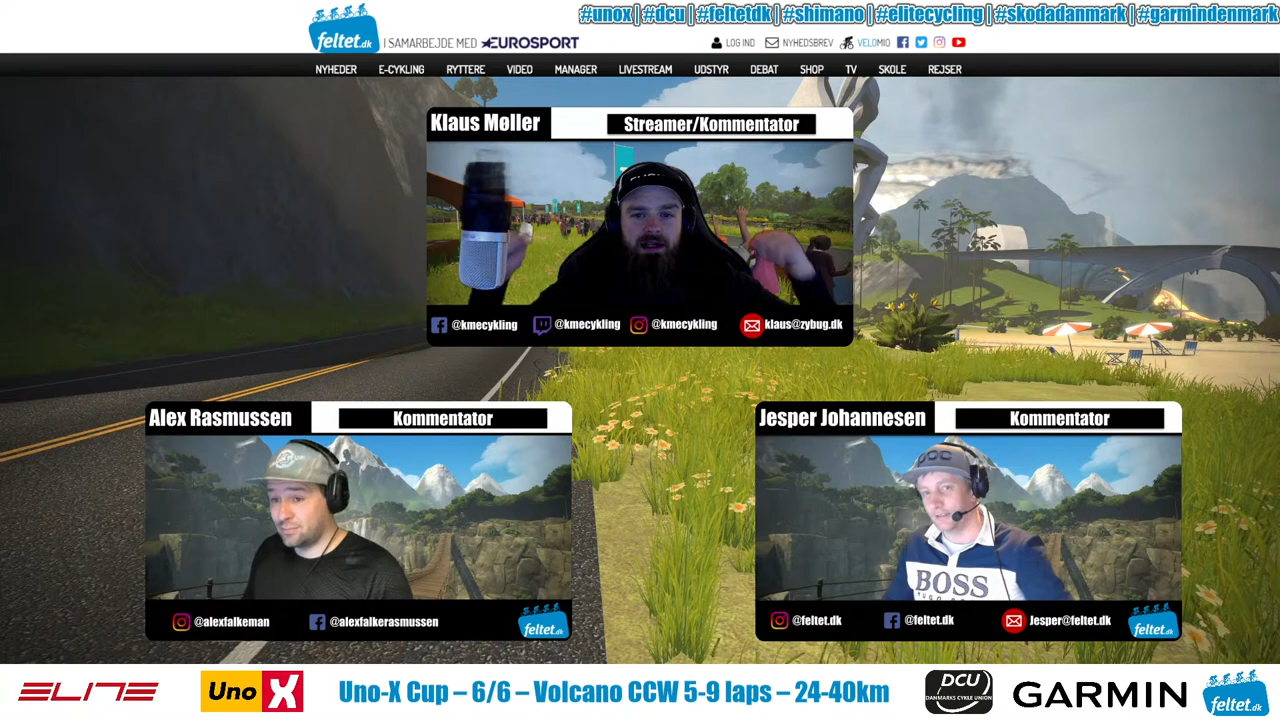 #unox | #dcu | #feltetdk | #shimano | #elitecycling | #skodadanmark | #garmindenmark
feltet.dk | I SAMARBEJDE MED EUROSPORT
LOG IND NYHEDSBREV VELOMIO
NYHEDER E-CYKLING RYTTERE VIDEO MANAGER LIVESTREAM UDSTYR DEBAT SHOP TV SKOLE REJSER
Klaus Møller Streamer/Kommentator
@kmecykling @kmecykling @kmecykling klaus@zybug.dk
Alex Rasmussen Kommentator
@alexfalkeman @alexfalkerasmussen feltet.dk
Jesper Johannesen Kommentator
BOSS
HUGO BOSS
@feltet.dk @feltet.dk Jesper@feltet.dk feltet.dk
ELITE Uno X Uno-X Cup – 6/6 – Volcano CCW 5-9 laps – 24-40km DCU DANMARKS CYKLE UNION GARMIN feltet.dk